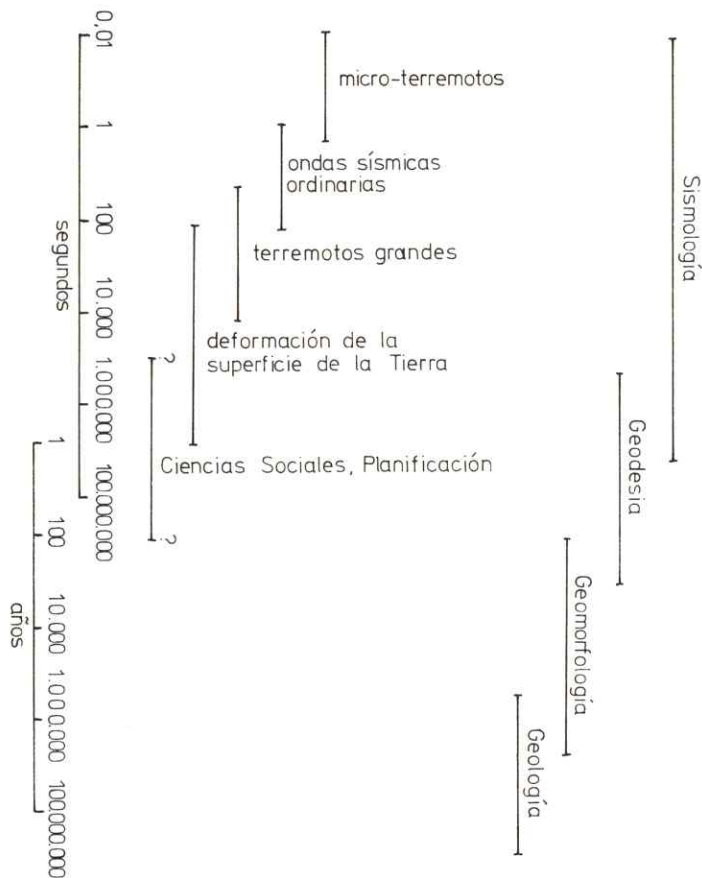 0,01
1
100
10.000
1.000.000
100.000.000
segundos
1
100
10.000
1.000.000
100.000.000
años
micro-terremotos
ondas sísmicas
ordinarias
terremotos grandes
deformación de la
superficie de la Tierra
?
Ciencias Sociales, Planificación
?
Sismología
Geodesia
Geomorfología
Geología